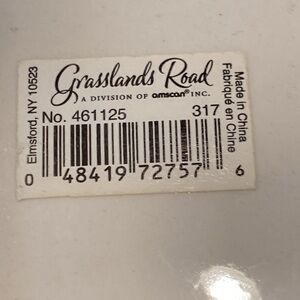 Grasslands Road
A DIVISION OF amscan® INC.
Elmsford, NY 10523
No. 461125 317
0 48419 72757 6
Made in China
Fabriqué en Chine